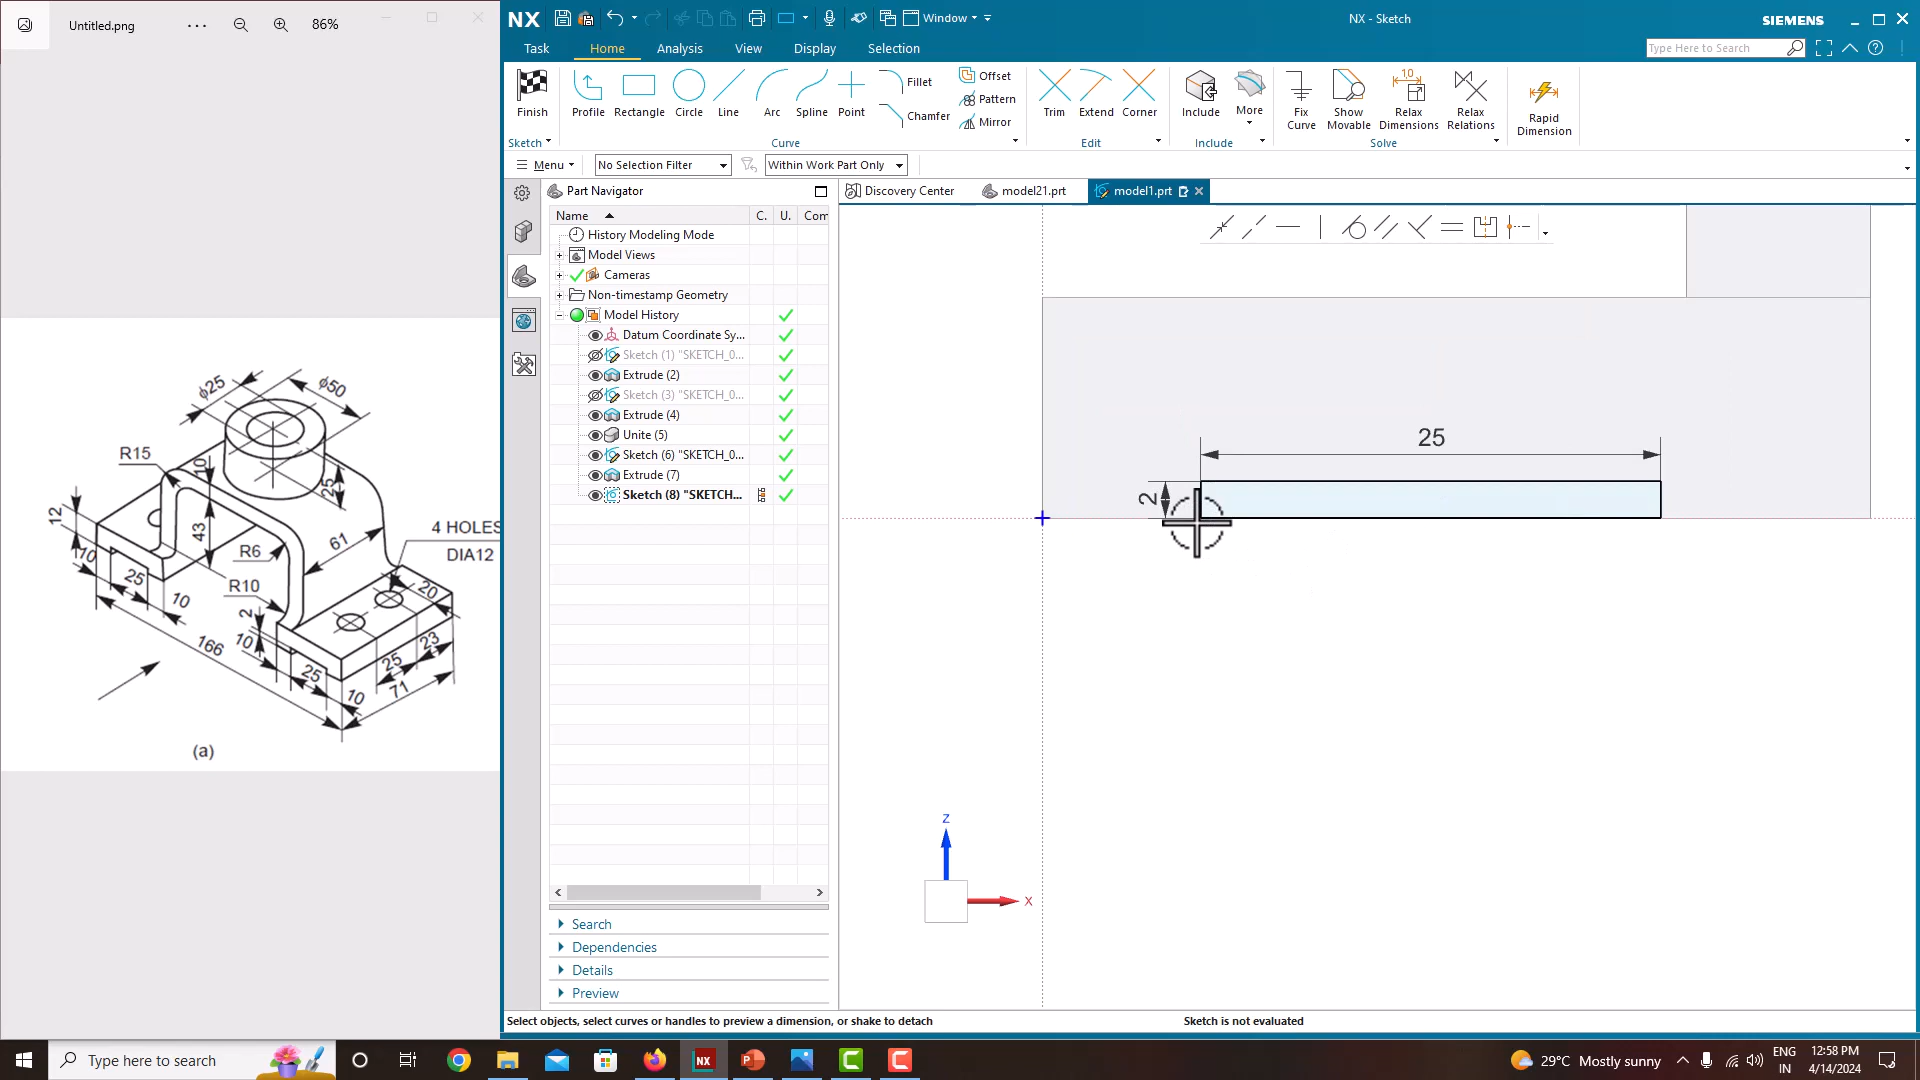 Untitled.png
86%
NX
Window
NX - Sketch
SIEMENS
Task
Home
Analysis
View
Display
Selection
Type Here to Search
Finish
Profile
Rectangle
Circle
Line
Arc
Spline
Point
Fillet
Chamfer
Offset
Pattern
Mirror
Trim
Extend
Corner
Include
More
Fix Curve
Show Movable
Relax Dimensions
Relax Relations
Rapid Dimension
Sketch
Curve
Edit
Include
Solve
Menu
No Selection Filter
Within Work Part Only
Part Navigator
Discovery Center
model21.prt
model1.prt
Name
C.
U.
Com
History Modeling Mode
Model Views
Cameras
Non-timestamp Geometry
Model History
Datum Coordinate Sy...
Sketch (1) "SKETCH_0...
Extrude (2)
Sketch (3) "SKETCH_0...
Extrude (4)
Unite (5)
Sketch (6) "SKETCH_0...
Extrude (7)
Sketch (8) "SKETCH...
Search
Dependencies
Details
Preview
25
2
Z
X
ϕ25
ϕ50
R15
10
25
12
43
61
4 HOLES
DIA12
R6
R10
10
25
10
2
10
166
20
23
25
25
10
71
(a)
Select objects, select curves or handles to preview a dimension, or shake to detach
Sketch is not evaluated
Type here to search
29°C Mostly sunny
ENG
IN
12:58 PM
4/14/2024